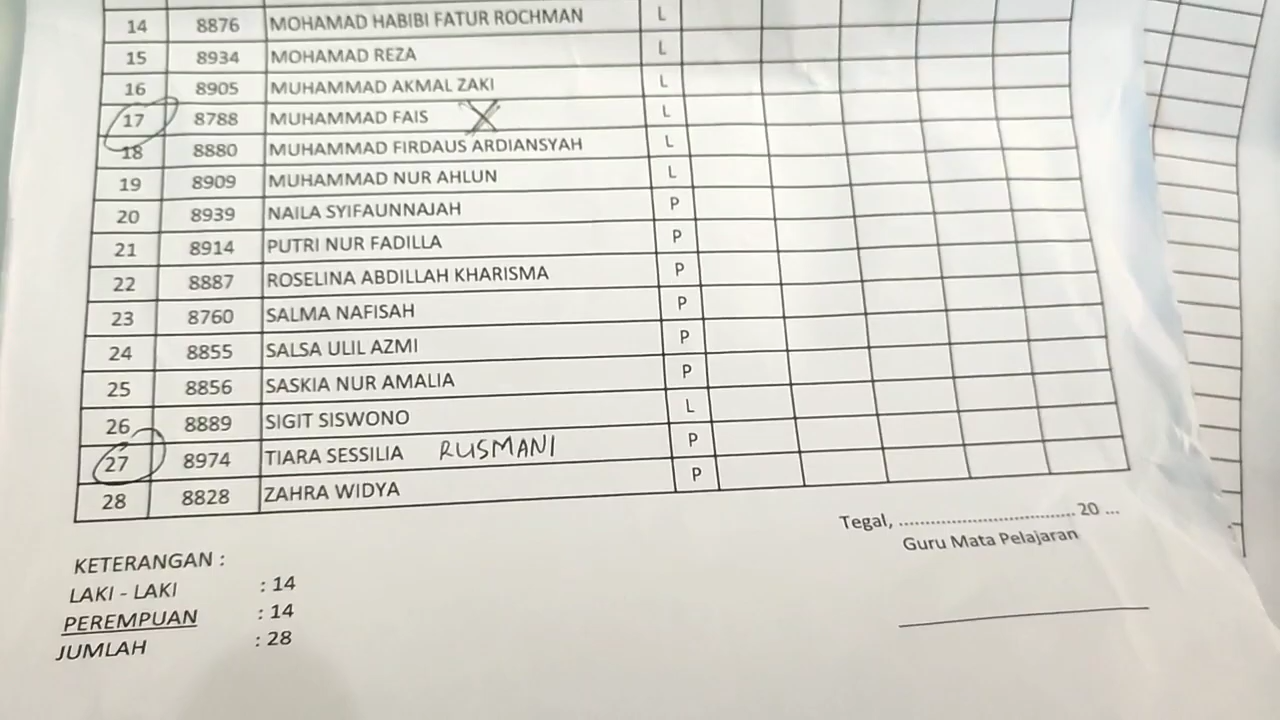 14 8876 MOHAMAD HABIBI FATUR ROCHMAN L
15 8934 MOHAMAD REZA L
16 8905 MUHAMMAD AKMAL ZAKI L
17 8788 MUHAMMAD FAIS X L
18 8880 MUHAMMAD FIRDAUS ARDIANSYAH L
19 8909 MUHAMMAD NUR AHLUN L
20 8939 NAILA SYIFAUNNAJAH P
21 8914 PUTRI NUR FADILLA P
22 8887 ROSELINA ABDILLAH KHARISMA P
23 8760 SALMA NAFISAH P
24 8855 SALSA ULIL AZMI P
25 8856 SASKIA NUR AMALIA P
26 8889 SIGIT SISWONO L
27 8974 TIARA SESSILIA RUSMANI P
28 8828 ZAHRA WIDYA P
Tegal, ................................. 20 ...
Guru Mata Pelajaran
KETERANGAN :
LAKI - LAKI : 14
PEREMPUAN : 14
JUMLAH : 28